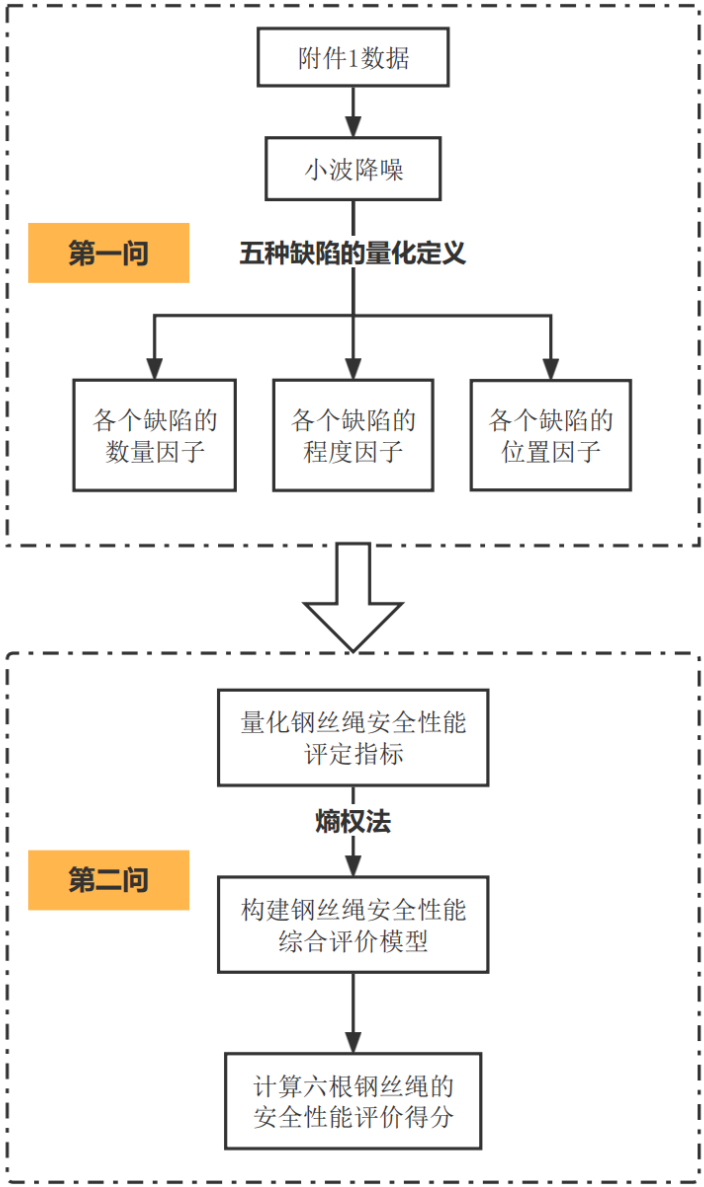 附件1数据
小波降噪
第一问
五种缺陷的量化定义
各个缺陷的
数量因子
各个缺陷的
程度因子
各个缺陷的
位置因子
量化钢丝绳安全性能
评定指标
熵权法
第二问
构建钢丝绳安全性能
综合评价模型
计算六根钢丝绳的
安全性能评价得分